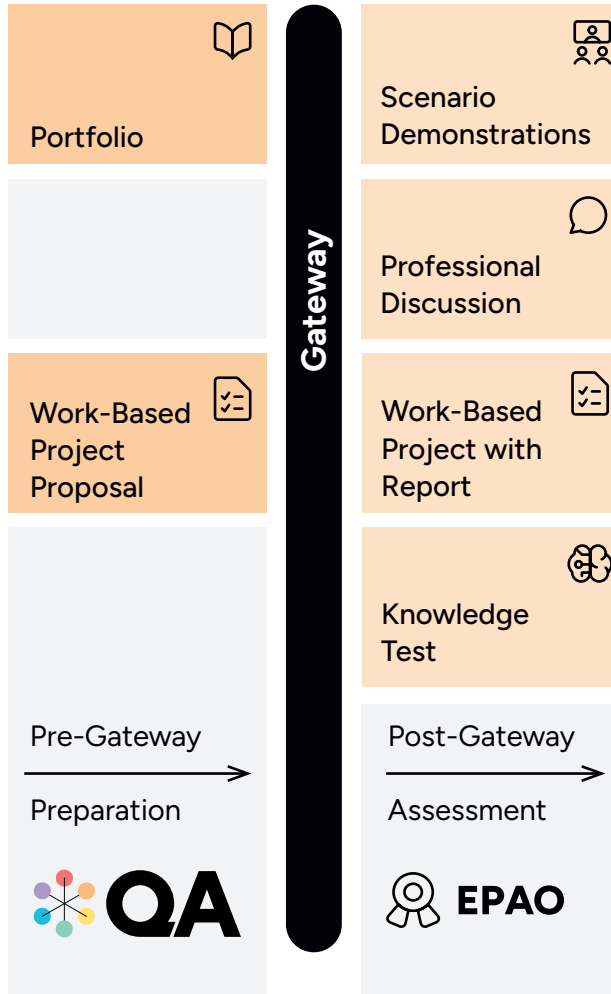 Portfolio
Work-Based
Project
Proposal
Pre-Gateway
Preparation
QA
Gateway
Scenario
Demonstrations
Professional
Discussion
Work-Based
Project with
Report
Knowledge
Test
Post-Gateway
Assessment
EPAO